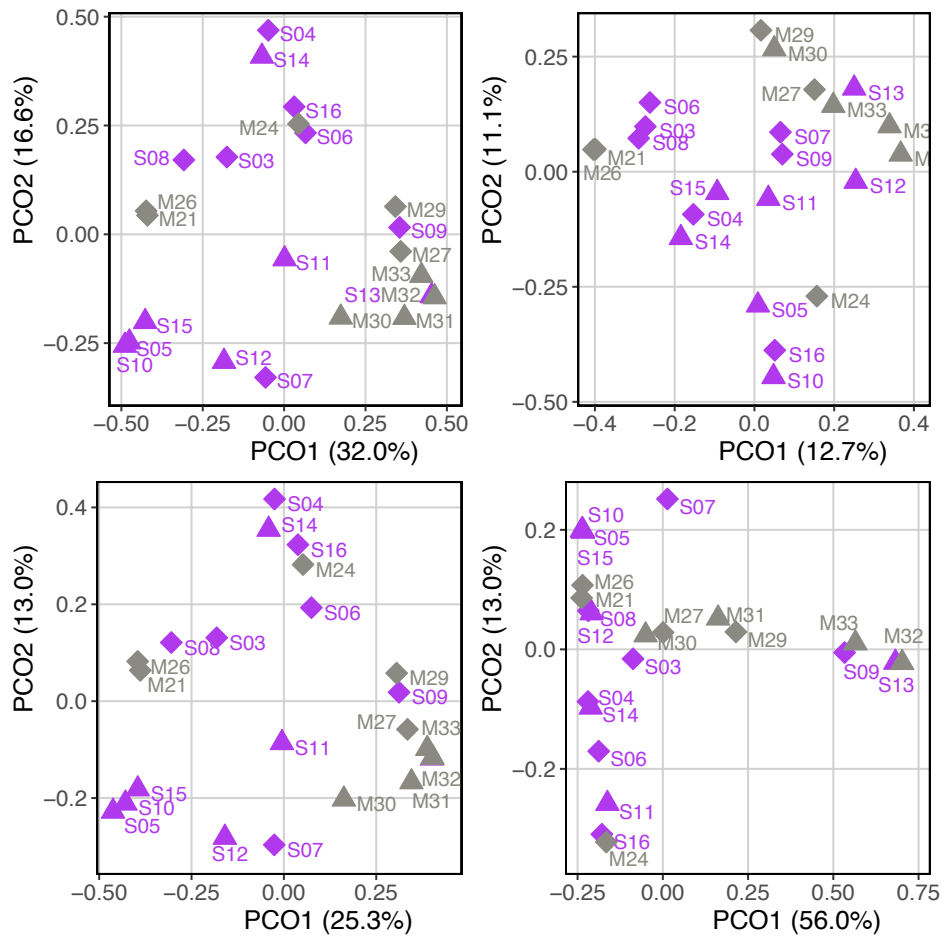 0.50
0.25
0.00
−0.25
PCO2 (16.6%)
S04
S14
S16
M24
S06
S08
S03
M26
M21
M29
S09
M27
S11
M33
S13
M32
M30
M31
S15
S05
S10
S12
S07
−0.50
−0.25
0.00
0.25
0.50
PCO1 (32.0%)
0.25
0.00
−0.25
−0.50
PCO2 (11.1%)
M29
M30
M27
S13
M33
S06
S03
S08
S07
S09
M3
M
M21
M26
S15
S12
S11
S04
S14
M24
S05
S16
S10
−0.4
−0.2
0.0
0.2
0.4
PCO1 (12.7%)
0.4
0.2
0.0
−0.2
PCO2 (13.0%)
S04
S14
S16
M24
S06
S03
S08
M26
M21
M29
S09
M27
M33
S11
M32
M31
M30
S15
S10
S05
S12
S07
−0.50
−0.25
0.00
0.25
PCO1 (25.3%)
0.2
0.0
−0.2
PCO2 (13.0%)
S07
S10
S05
S15
M26
M21
S08
S12
M27
M30
M31
M29
M33
M32
S09
S13
S03
S04
S14
S06
S11
S16
M24
−0.25
0.00
0.25
0.50
0.75
PCO1 (56.0%)